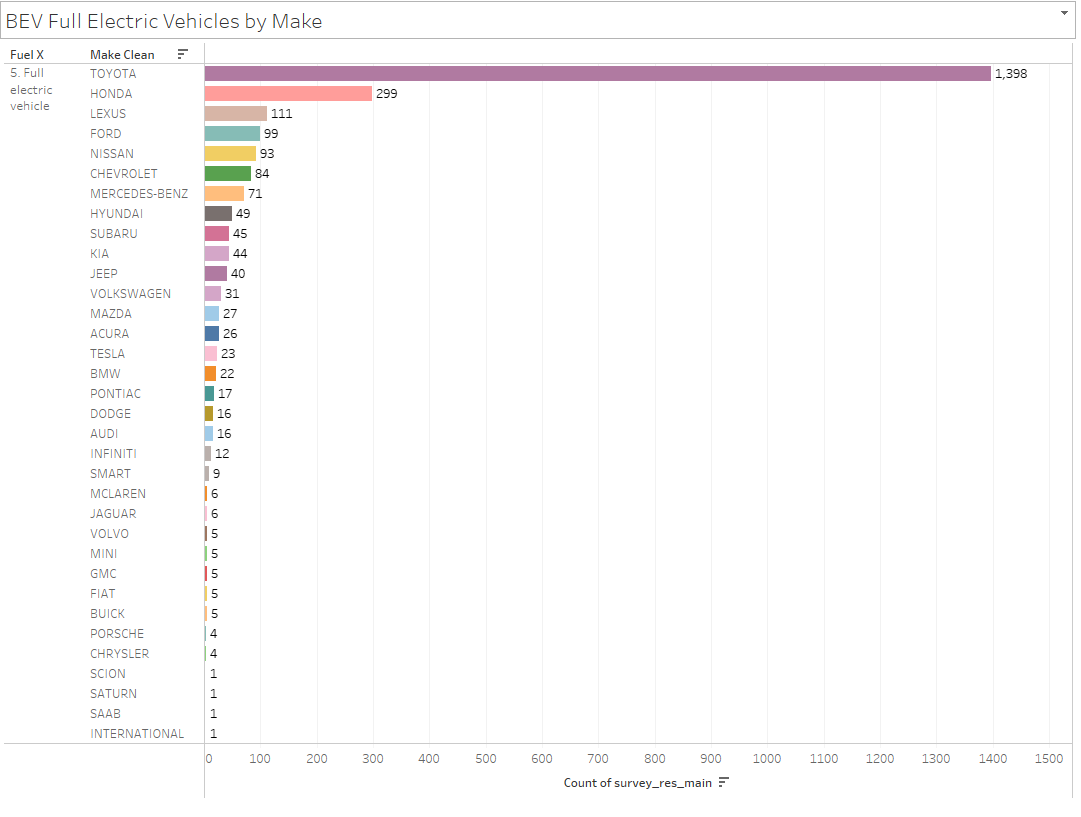 BEV Full Electric Vehicles by Make
Fuel X Make Clean
5. Full electric vehicle
TOYOTA 1,398
HONDA 299
LEXUS 111
FORD 99
NISSAN 93
CHEVROLET 84
MERCEDES-BENZ 71
HYUNDAI 49
SUBARU 45
KIA 44
JEEP 40
VOLKSWAGEN 31
MAZDA 27
ACURA 26
TESLA 23
BMW 22
PONTIAC 17
DODGE 16
AUDI 16
INFINITI 12
SMART 9
MCLAREN 6
JAGUAR 6
VOLVO 5
MINI 5
GMC 5
FIAT 5
BUICK 5
PORSCHE 4
CHRYSLER 4
SCION 1
SATURN 1
SAAB 1
INTERNATIONAL 1
0 100 200 300 400 500 600 700 800 900 1000 1100 1200 1300 1400 1500
Count of survey_res_main